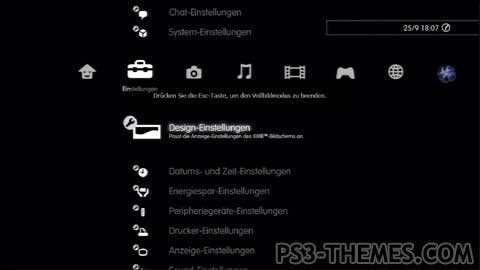 Chat-Einstellungen
System-Einstellungen
25/9 18:07
Einstellungen
Drücken Sie die Esc-Taste, um den Vollbildmodus zu beenden.
Design-Einstellungen
Passt die Anzeige-Einstellungen des XMB™-Bildschirms an.
Datums- und Zeit-Einstellungen
Energiespar-Einstellungen
Peripheriegeräte-Einstellungen
Drucker-Einstellungen
Anzeige-Einstellungen
Sound-Einstellungen
PS3-THEMES.COM